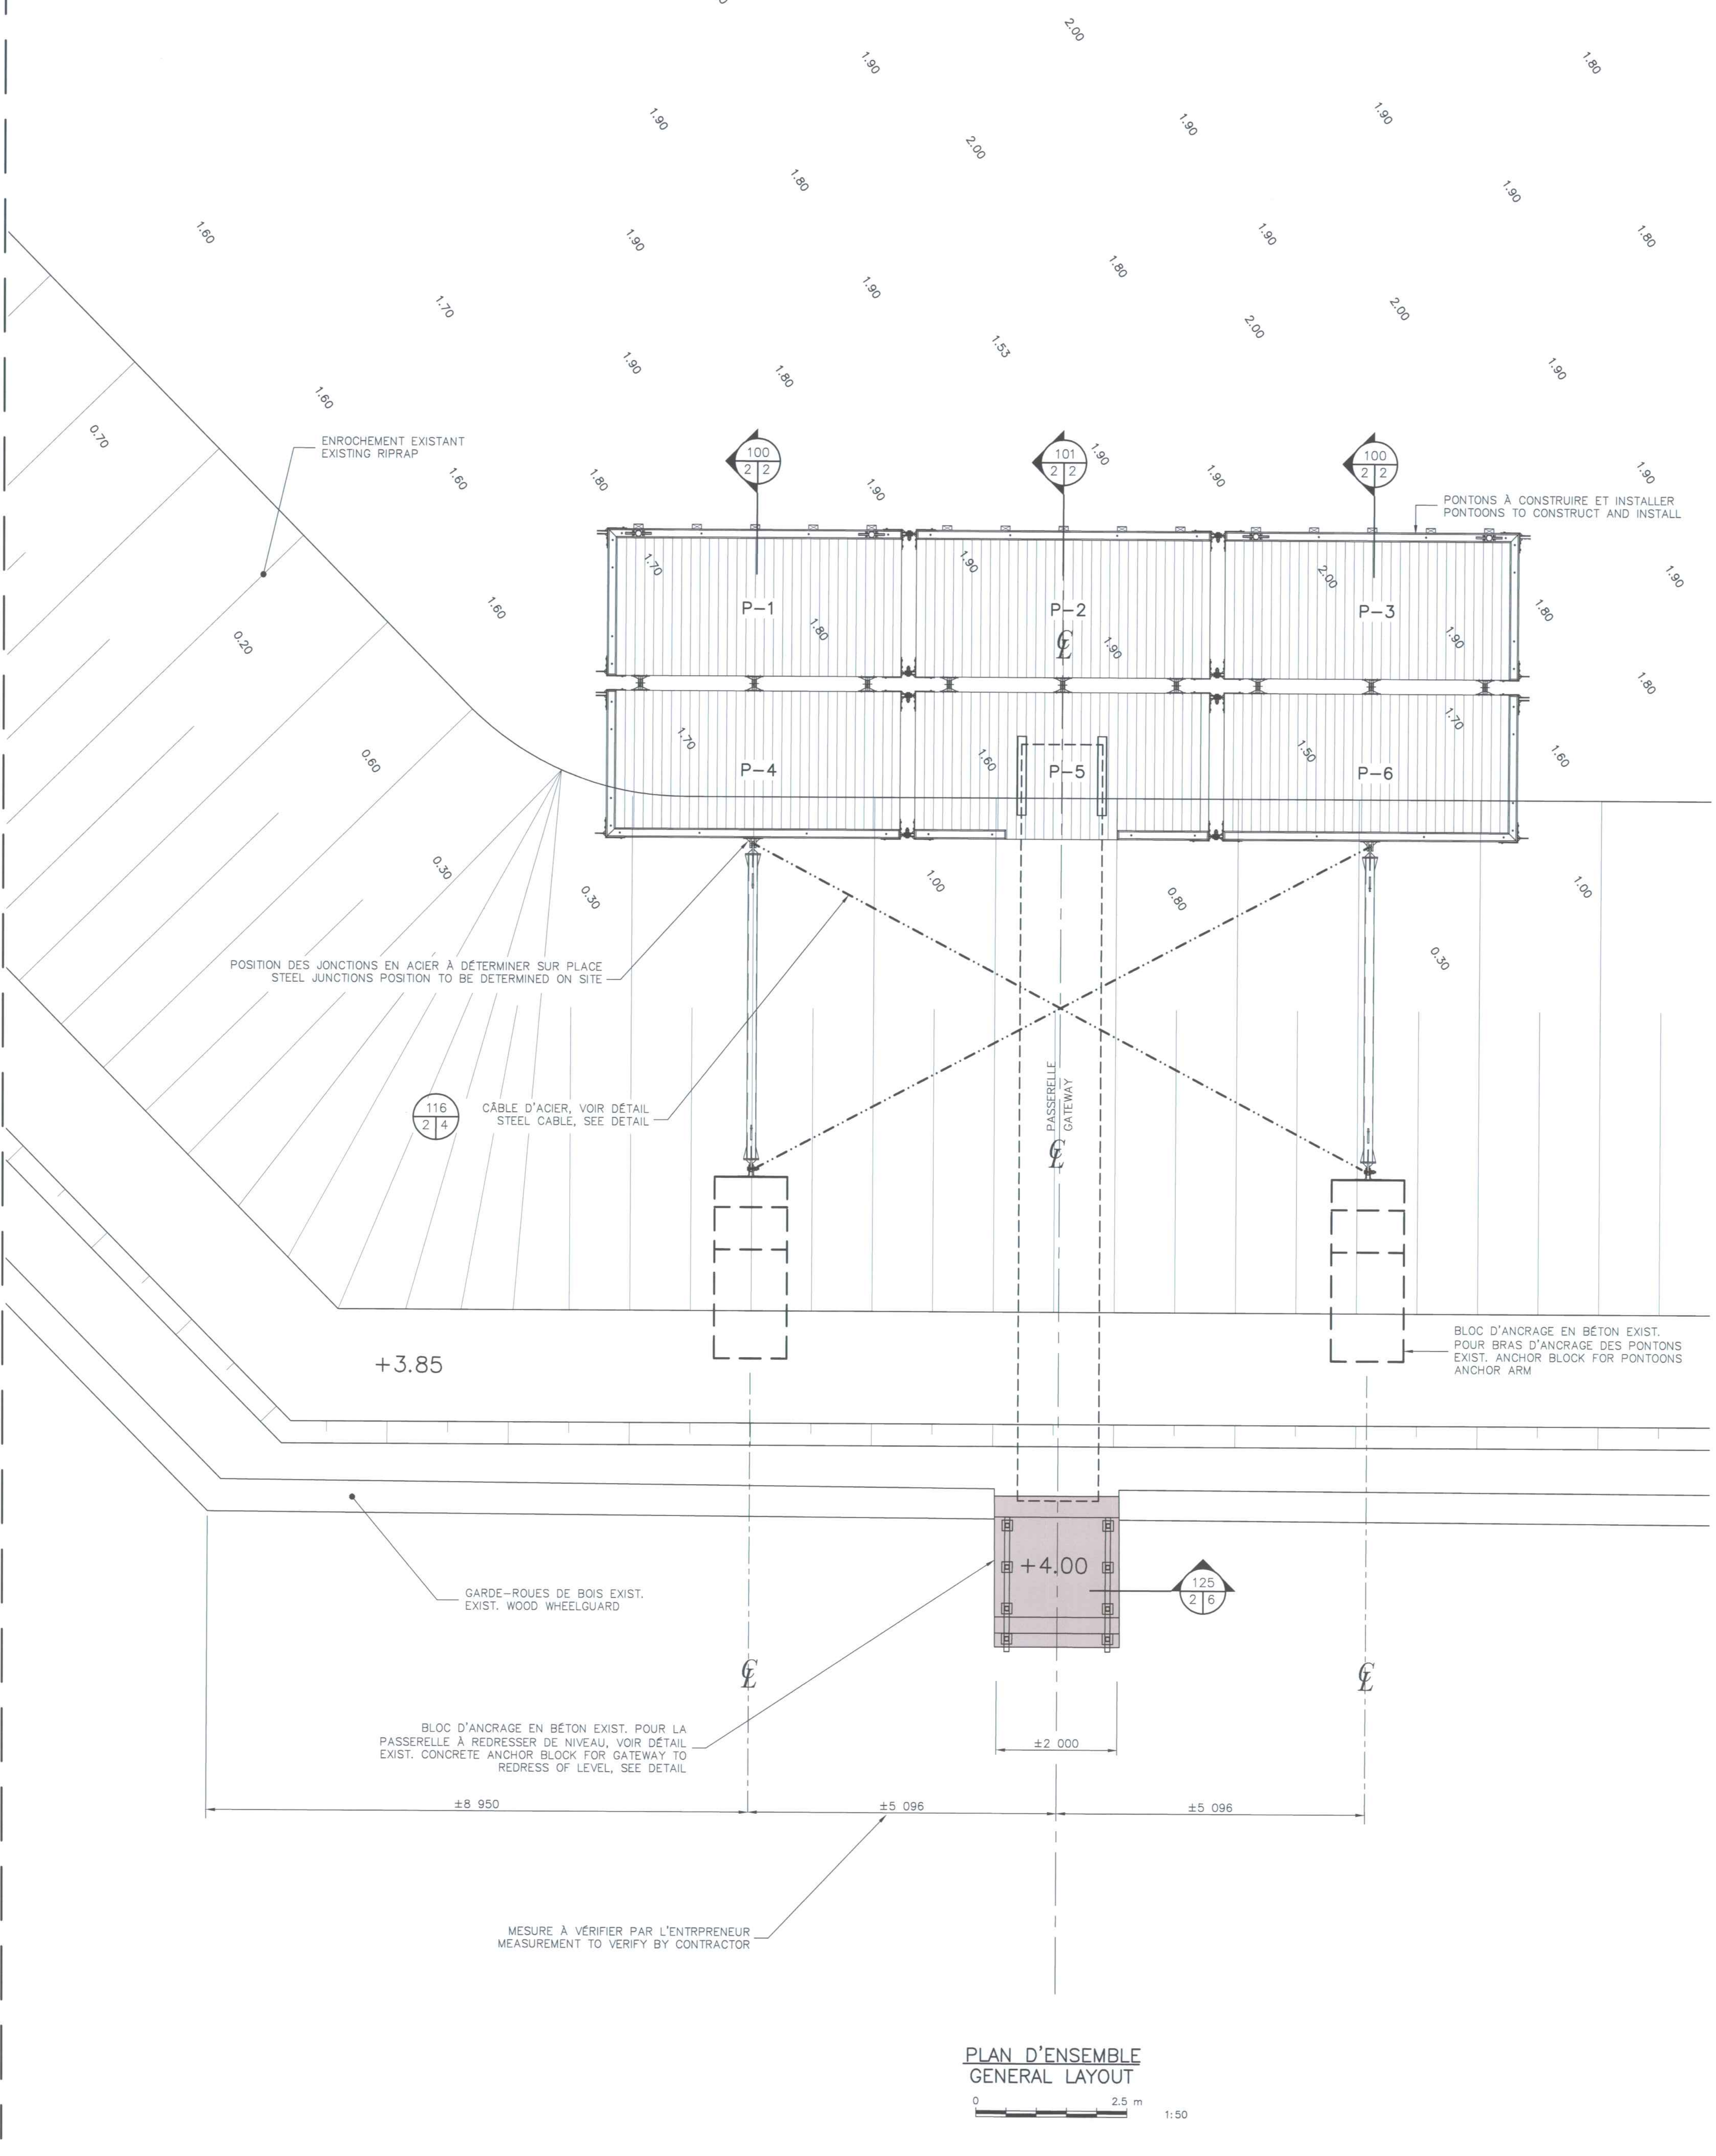 2.00
1.90
1.80
1.90
1.90
1.90
2.00
1.80
1.90
1.60
1.90
1.90
1.80
1.80
1.90
1.70
2.00
2.00
1.53
1.90
1.80
1.90
1.60
0.70
ENROCHEMENT EXISTANT
EXISTING RIPRAP
100
2 2
101
2 2
100
2 2
1.90
1.60
1.80
1.90
1.90
1.90
PONTONS À CONSTRUIRE ET INSTALLER
PONTOONS TO CONSTRUCT AND INSTALL
1.70
1.90
2.00
1.90
1.60
P-1
P-2
P-3
1.80
0.20
1.80
CL
1.90
1.90
1.80
1.70
1.70
0.60
P-4
1.60
P-5
1.50
P-6
1.60
0.30
0.30
1.00
0.80
1.00
0.30
POSITION DES JONCTIONS EN ACIER À DÉTERMINER SUR PLACE
STEEL JUNCTIONS POSITION TO BE DETERMINED ON SITE
116
2 4
CÂBLE D'ACIER, VOIR DÉTAIL
STEEL CABLE, SEE DETAIL
PASSERELLE
GATEWAY
CL
BLOC D'ANCRAGE EN BÉTON EXIST.
POUR BRAS D'ANCRAGE DES PONTONS
EXIST. ANCHOR BLOCK FOR PONTOONS
ANCHOR ARM
+3.85
+4.00
125
2 6
GARDE-ROUES DE BOIS EXIST.
EXIST. WOOD WHEELGUARD
CL
CL
BLOC D'ANCRAGE EN BÉTON EXIST. POUR LA
PASSERELLE À REDRESSER DE NIVEAU, VOIR DÉTAIL
EXIST. CONCRETE ANCHOR BLOCK FOR GATEWAY TO
REDRESS OF LEVEL, SEE DETAIL
±2 000
±8 950
±5 096
±5 096
MESURE À VÉRIFIER PAR L'ENTRPRENEUR
MEASUREMENT TO VERIFY BY CONTRACTOR
PLAN D'ENSEMBLE
GENERAL LAYOUT
0 2.5 m
1:50